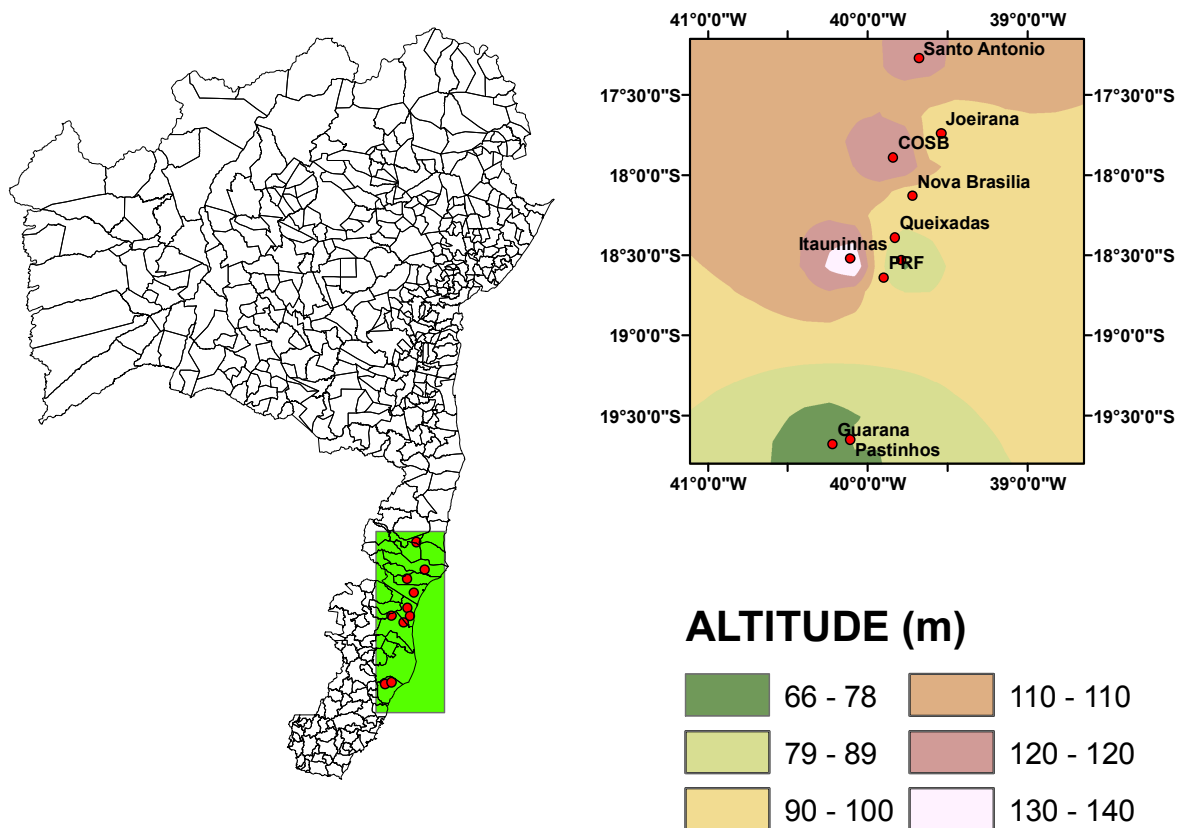 41°0'0"W 40°0'0"W 39°0'0"W
Santo Antonio
17°30'0"S 17°30'0"S
Joeirana
COSB
18°0'0"S 18°0'0"S
Nova Brasilia
Queixadas
Itauninhas
18°30'0"S PRF 18°30'0"S
19°0'0"S 19°0'0"S
19°30'0"S 19°30'0"S
Guarana
Pastinhos
41°0'0"W 40°0'0"W 39°0'0"W
ALTITUDE (m)
66 - 78 110 - 110
79 - 89 120 - 120
90 - 100 130 - 140